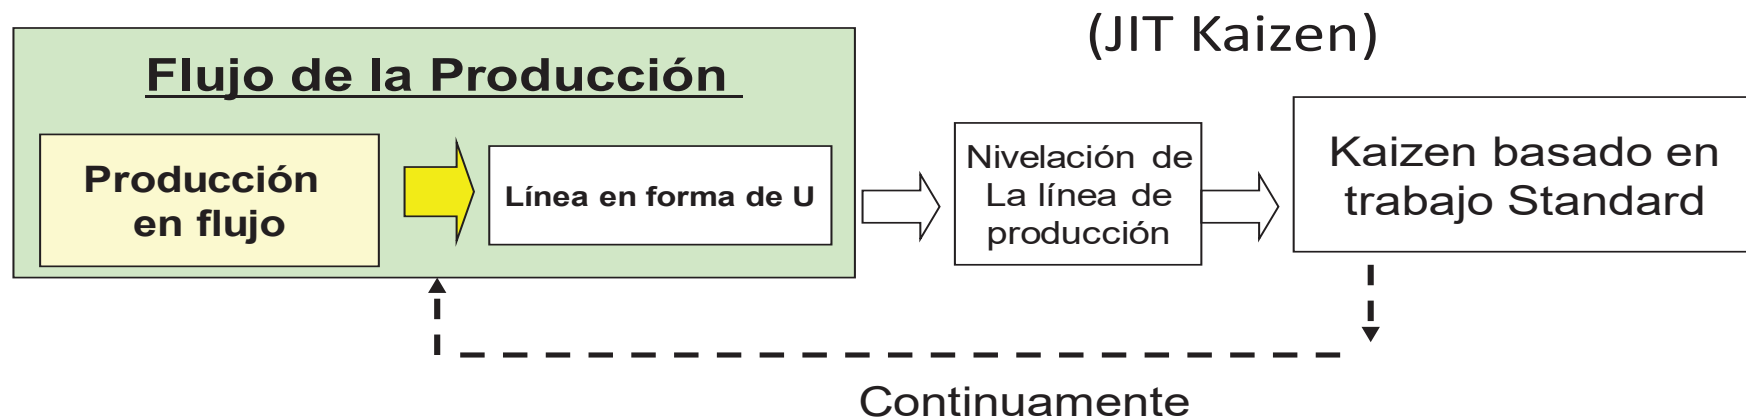 (JIT Kaizen)
Flujo de la Producción
Producción
en flujo
Línea en forma de U
Nivelación de
La línea de
producción
Kaizen basado en
trabajo Standard
Continuamente